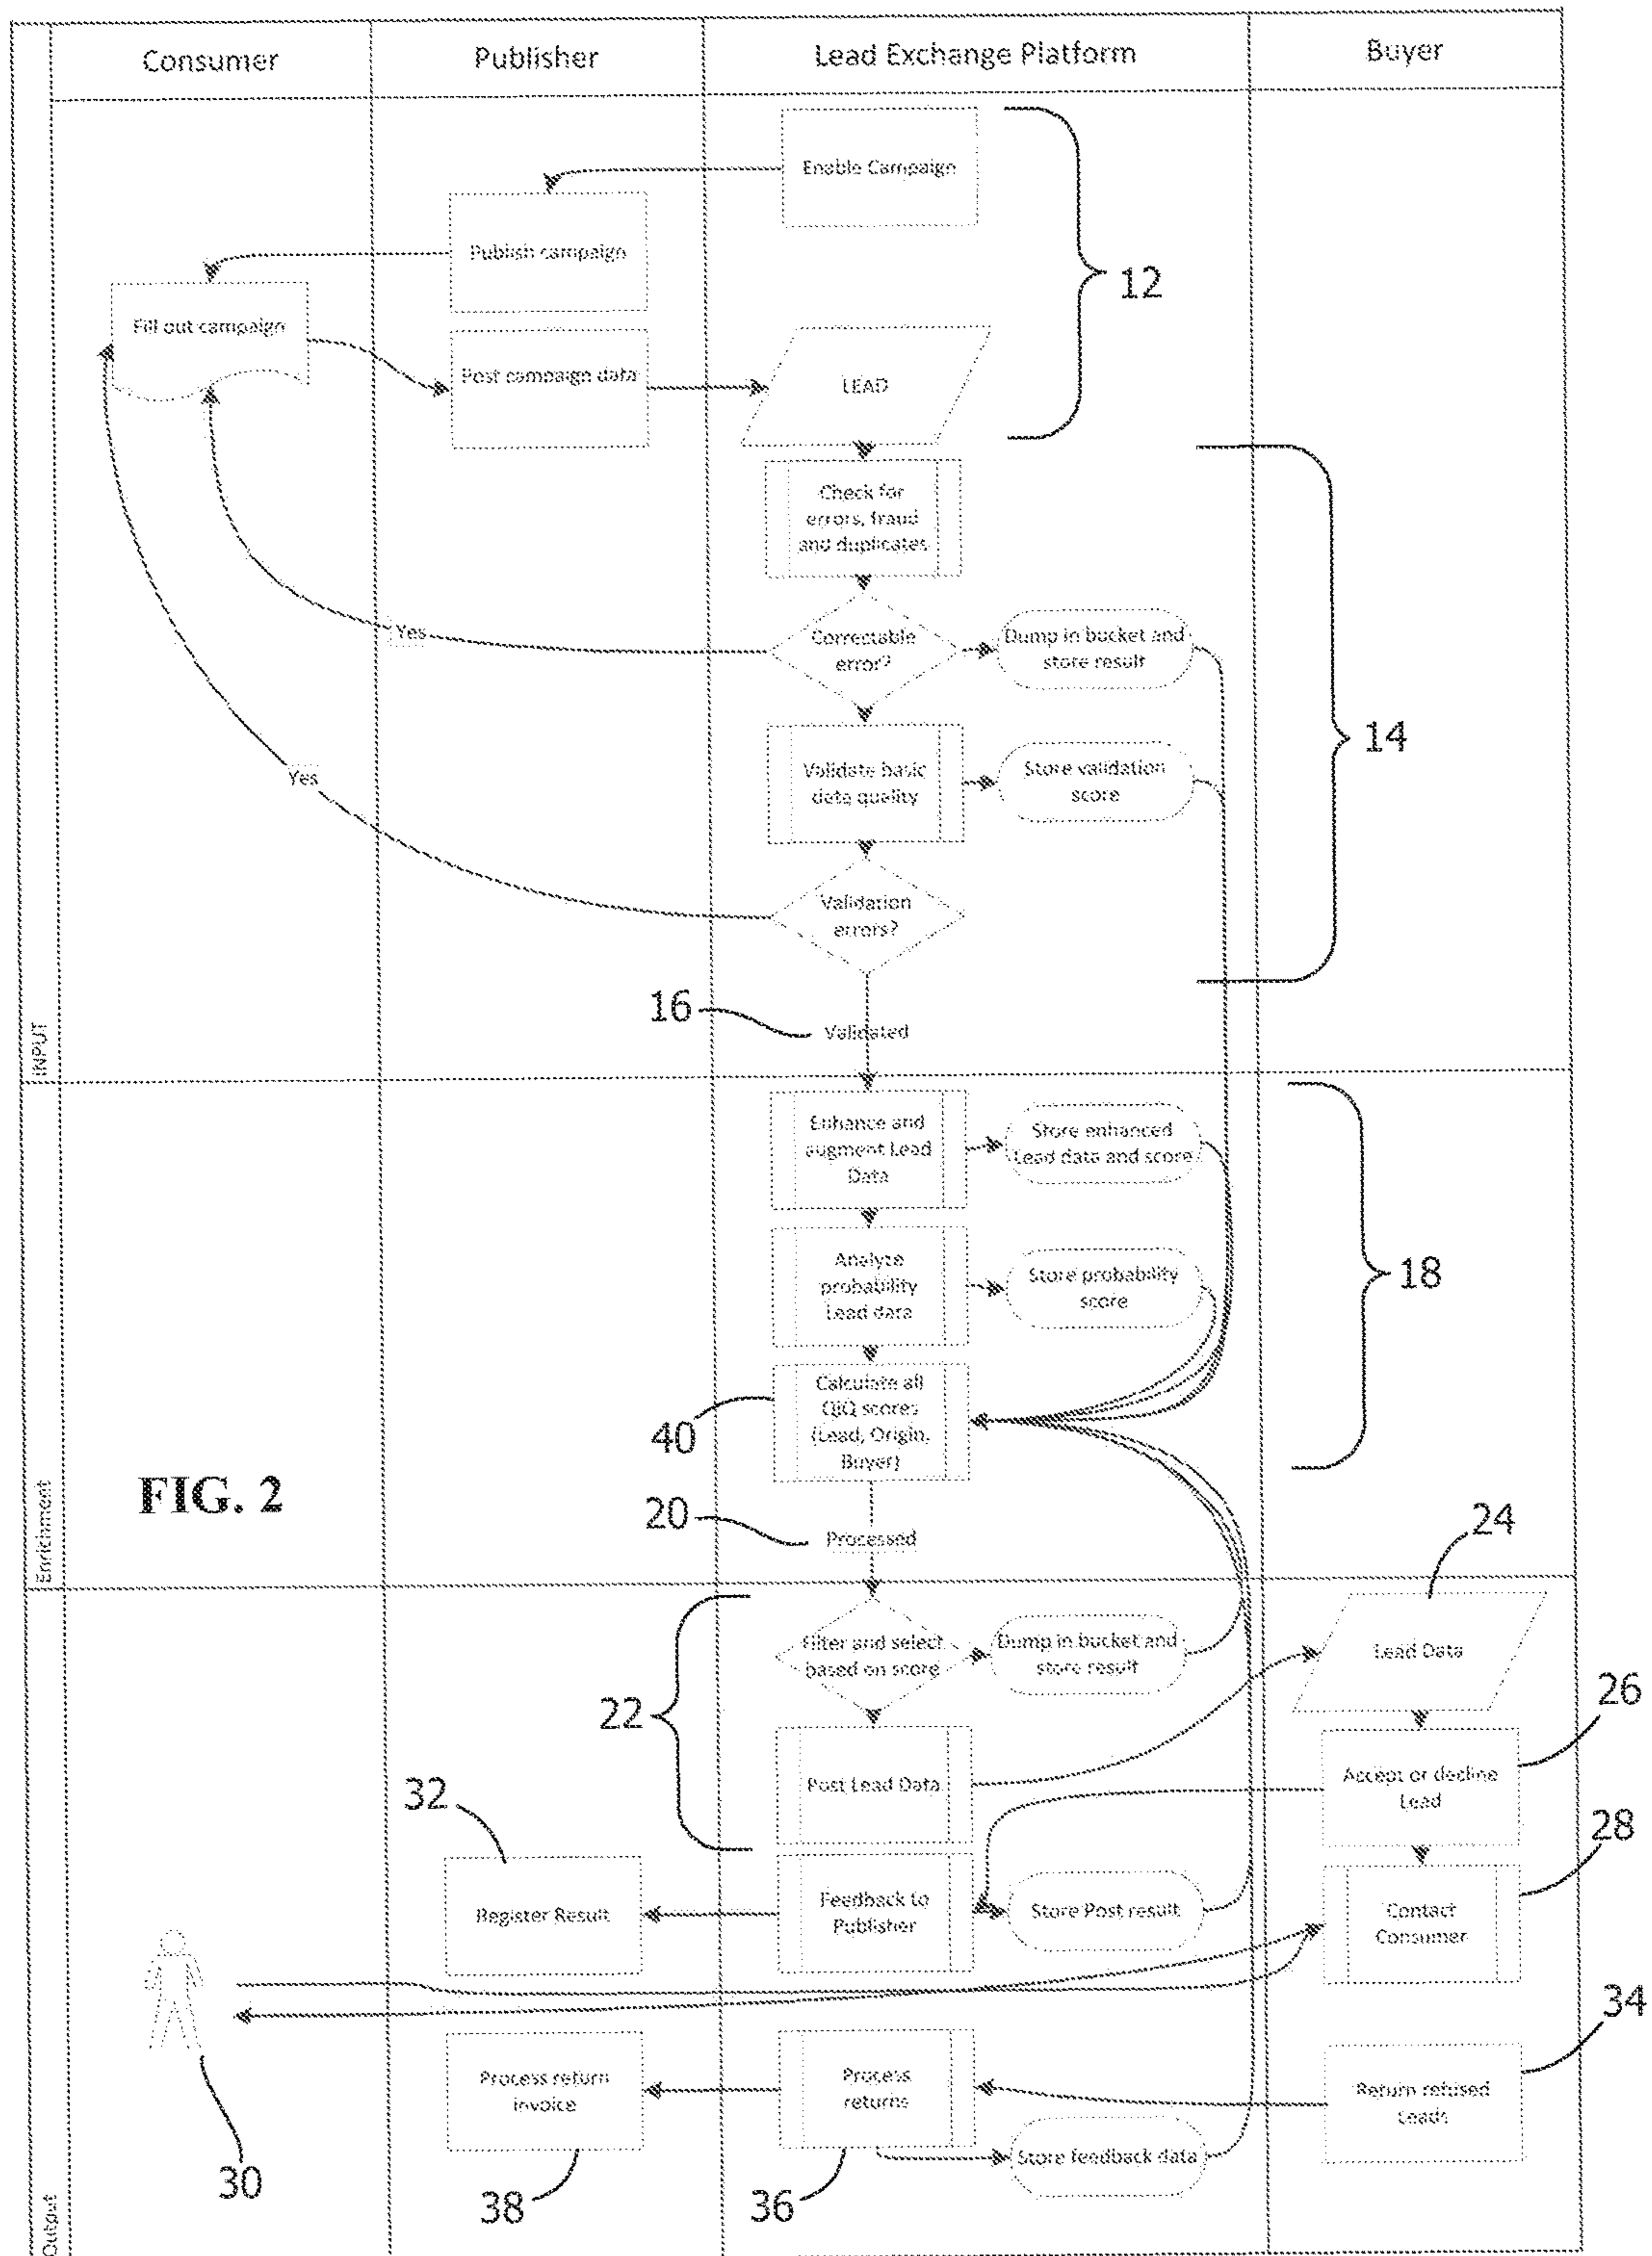 Consumer
Publisher
Lead Exchange Platform
Buyer
Enable Campaign
Publish campaign
12
Fill out campaign
Post campaign data
LEAD
Check for
errors, fraud
and duplicates
Yes
Correctable
error?
Dump in bucket and
store result
14
Yes
Validate basic
data quality
Store validation
score
Validation
errors?
16
Validated
INPUT
Enhance and
augment Lead
Data
Store enhanced
Lead data and score
18
Analyze
probability
Lead data
Store probability
score
40
Calculate all
QIQ scores
(Lead, Origin,
Buyer)
FIG. 2
20
Processed
24
Enrichment
Filter and select
based on score
Dump in bucket and
store result
Lead Data
22
26
Post Lead Data
Accept or decline
Lead
32
28
Register Result
Feedback to
Publisher
Store Post result
Contact
Consumer
34
Process return
invoice
Process
returns
Return refused
Leads
Store feedback data
30
38
36
Output